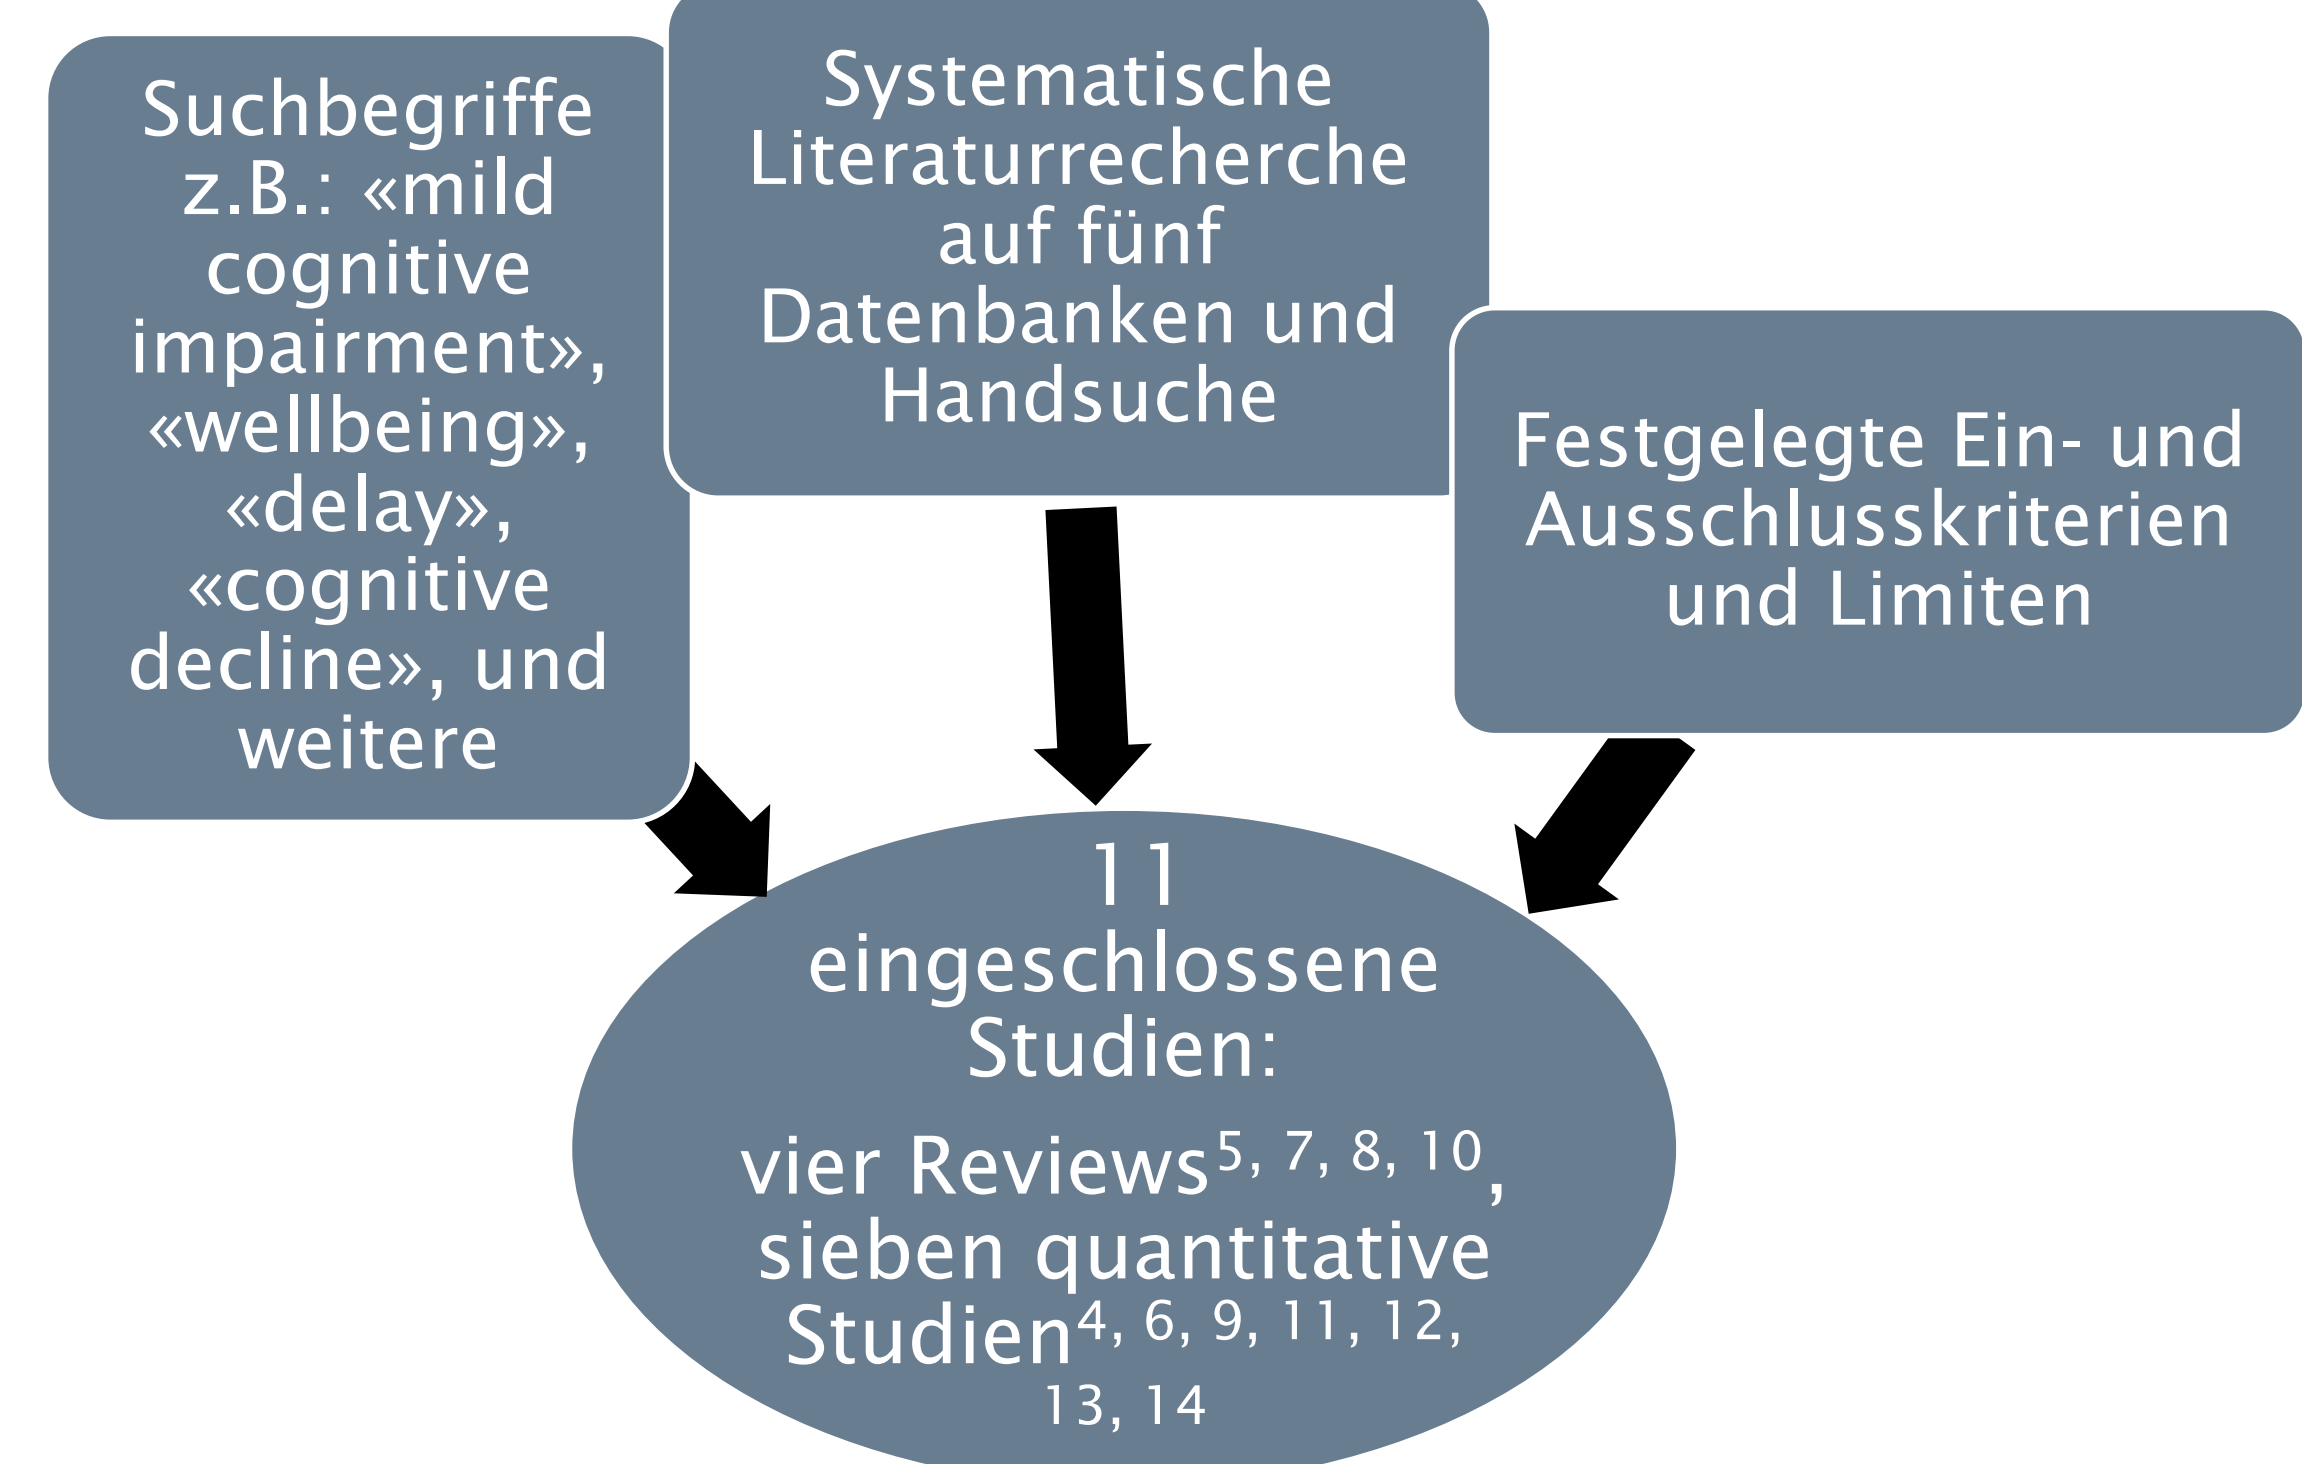 Suchbegriffe
z.B.: «mild
cognitive
impairment»,
«wellbeing»,
«delay»,
«cognitive
decline», und
weitere
Systematische
Literaturrecherche
auf fünf
Datenbanken und
Handsuche
Festgelegte Ein- und
Ausschlusskriterien
und Limiten
11
eingeschlossene
Studien:
vier Reviews5, 7, 8, 10,
sieben quantitative
Studien4, 6, 9, 11, 12,
13, 14